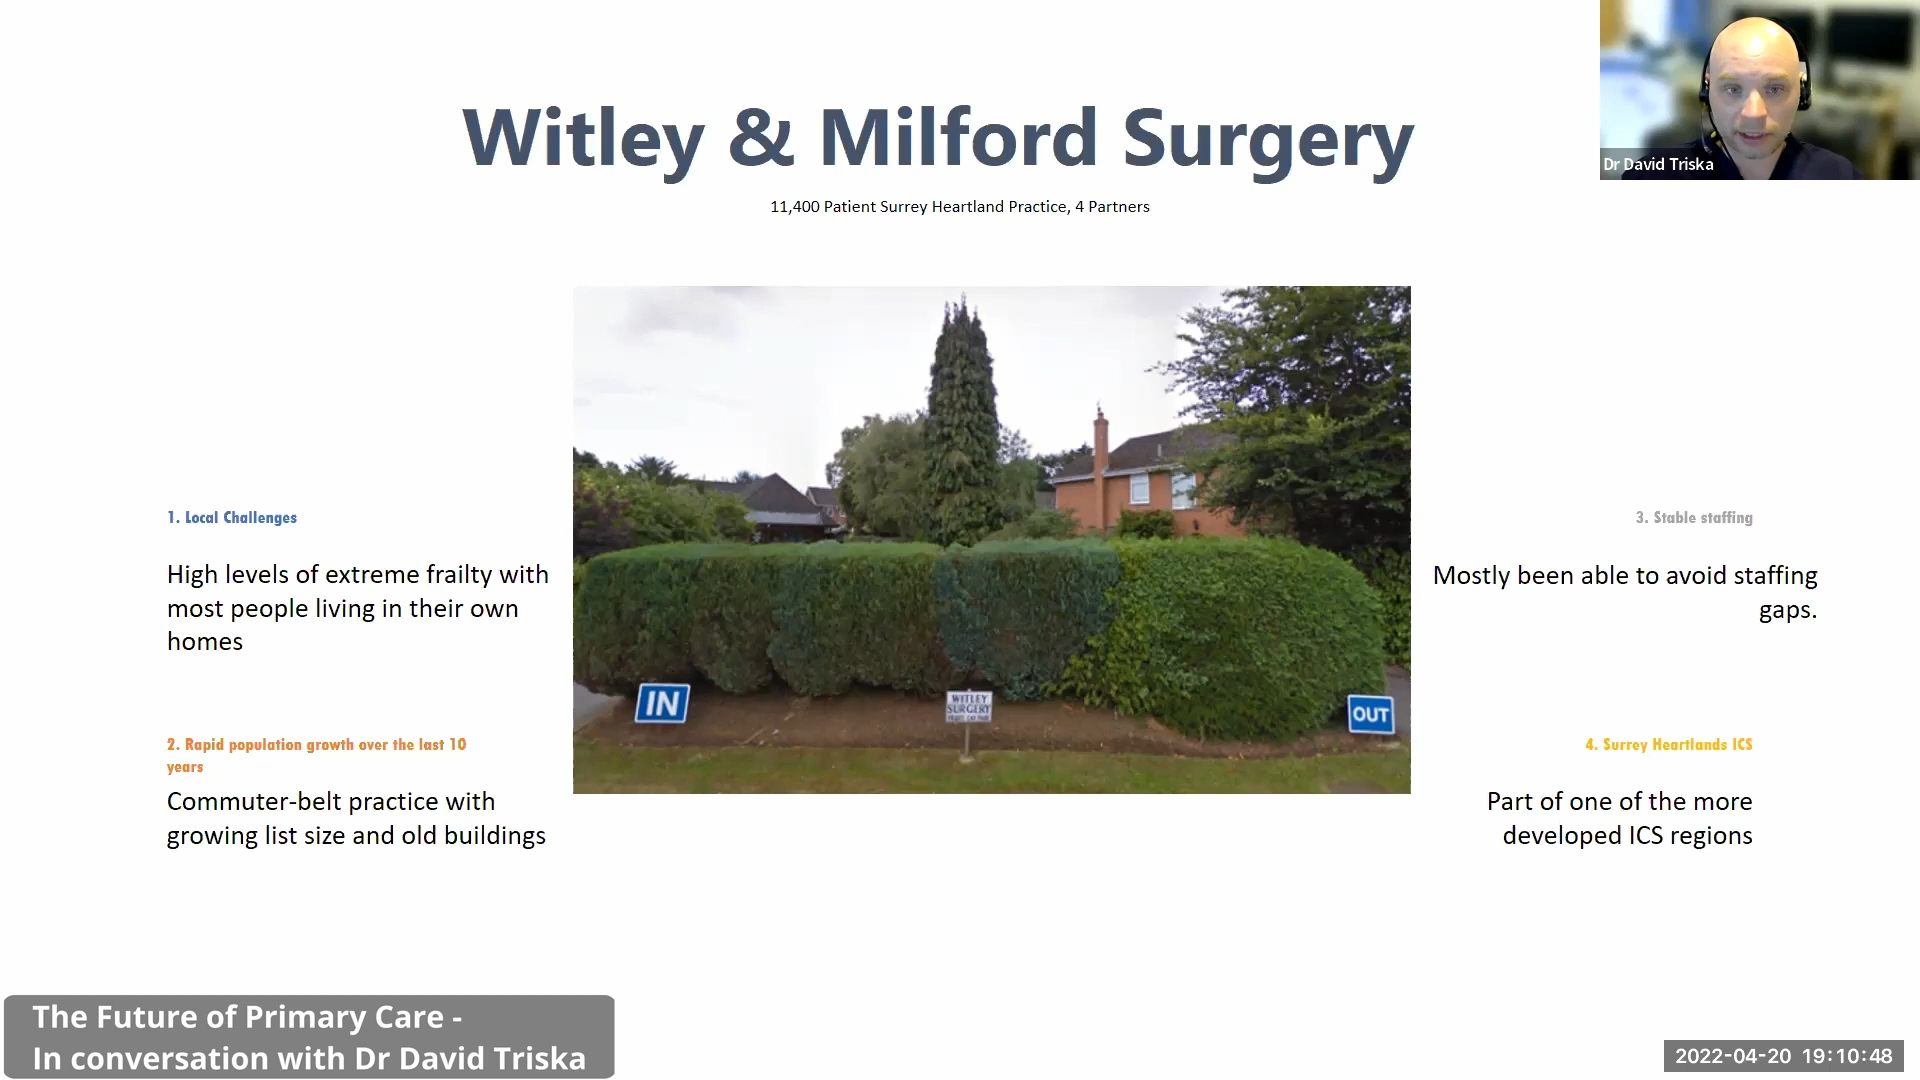 Witley & Milford Surgery
11,400 Patient Surrey Heartland Practice, 4 Partners
Dr David Triska
1. Local Challenges
High levels of extreme frailty with
most people living in their own
homes
2. Rapid population growth over the last 10
years
Commuter-belt practice with
growing list size and old buildings
IN
WITLEY
SURGERY
OUT
3. Stable staffing
Mostly been able to avoid staffing
gaps.
4. Surrey Heartlands ICS
Part of one of the more
developed ICS regions
The Future of Primary Care -
In conversation with Dr David Triska
2022-04-20 19:10:48